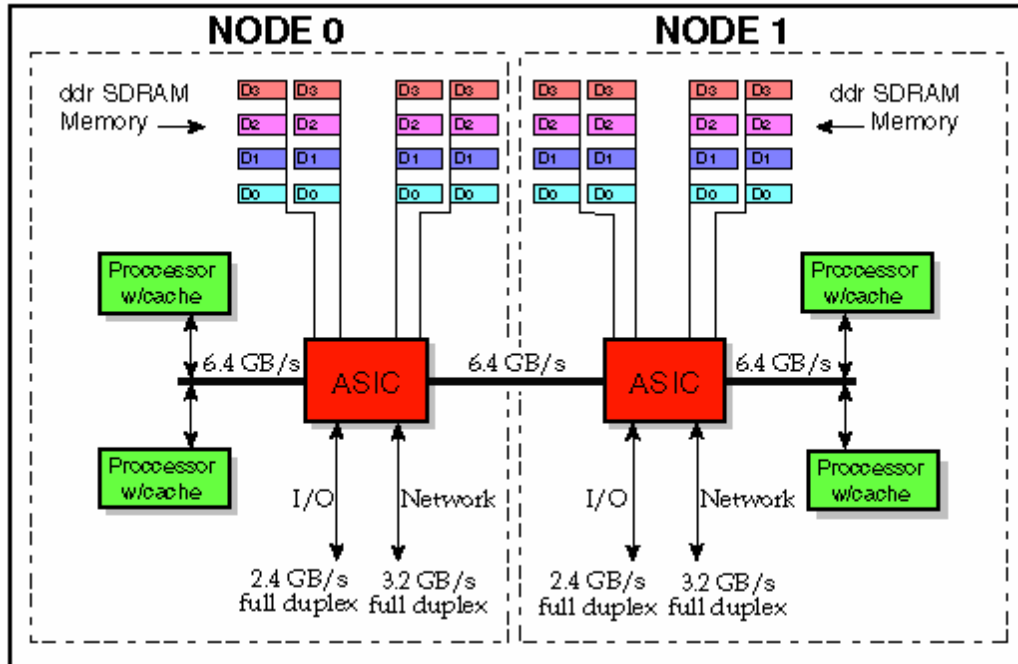 NODE 0
NODE 1
ddr SDRAM
Memory
D3 D3 D3 D3
D2 D2 D2 D2
D1 D1 D1 D1
D0 D0 D0 D0
D3 D3 D3 D3
D2 D2 D2 D2
D1 D1 D1 D1
D0 D0 D0 D0
ddr SDRAM
Memory
Proccessor
w/cache
Proccessor
w/cache
6.4 GB/s
ASIC
6.4 GB/s
ASIC
6.4 GB/s
Proccessor
w/cache
Proccessor
w/cache
I/O
Network
I/O
Network
2.4 GB/s
full duplex
3.2 GB/s
full duplex
2.4 GB/s
full duplex
3.2 GB/s
full duplex